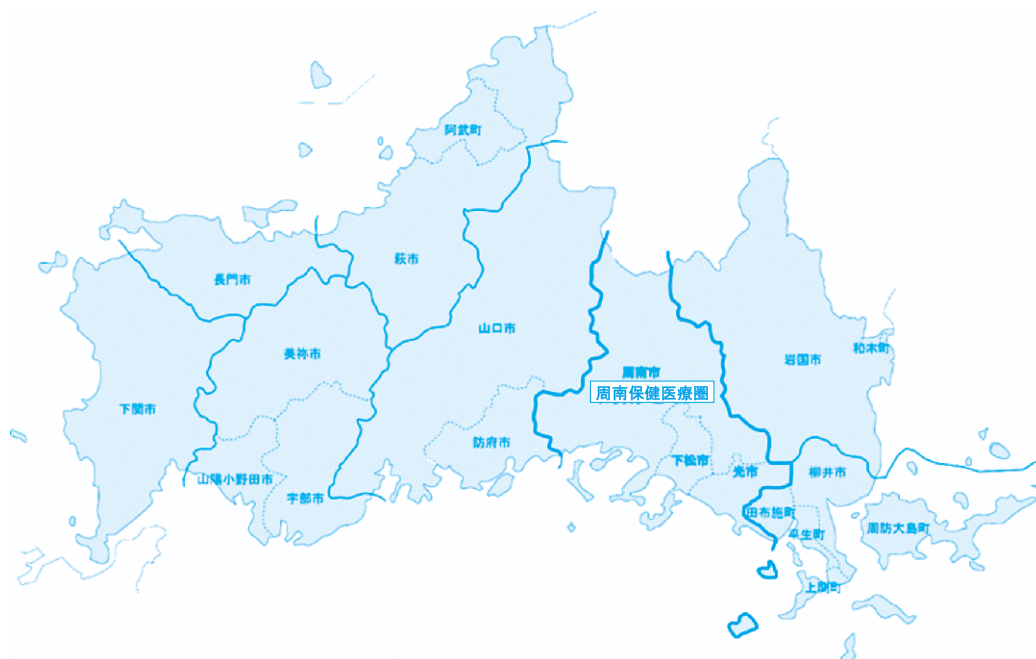 阿武町
萩市
長門市
山口市
美祢市
和木町
岩国市
周南市
周南保健医療圏
下関市
防府市
下松市
光市
柳井市
山陽小野田市
宇部市
田布施町
周防大島町
平生町
上関町